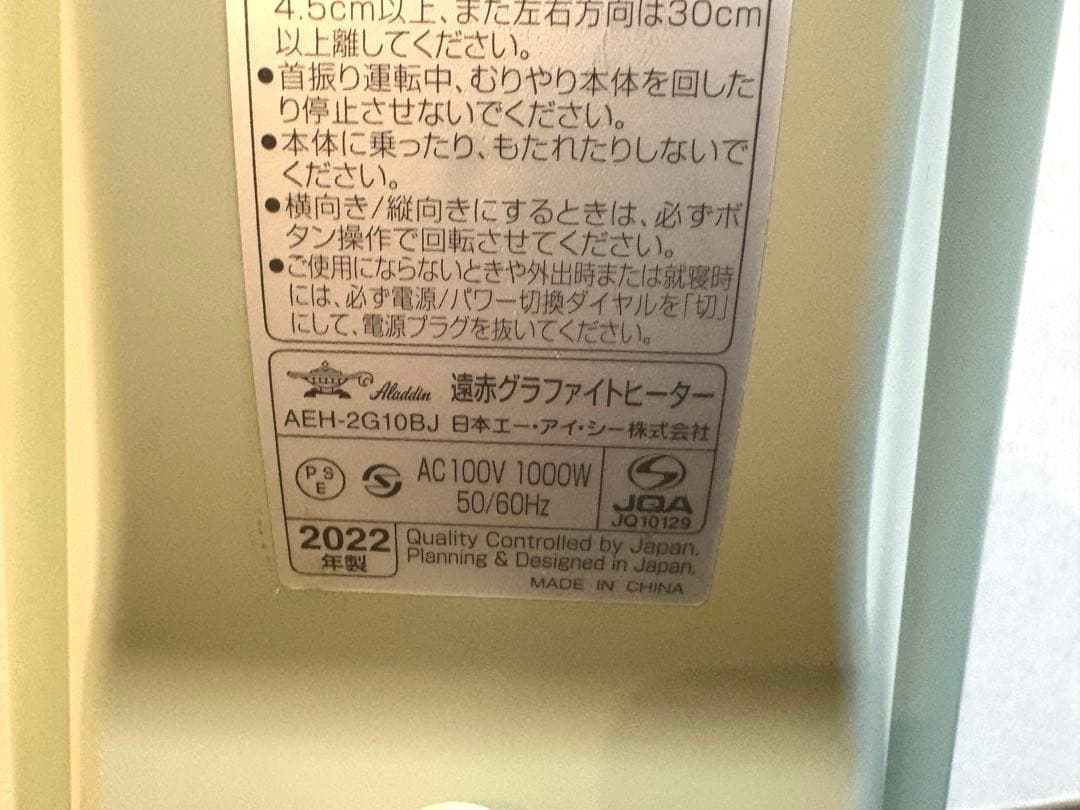 4.5cm以上、また左右方向は30cm
以上離してください。
●首振り運転中、むりやり本体を回した
り停止させないでください。
●本体に乗ったり、もたれたりしないで
ください。
●横向き/縦向きにするときは、必ずボ
タン操作で回転させてください。
●ご使用にならないときや外出時または就寝時
には、必ず電源/パワー切換ダイヤルを「切」
にして、電源プラグを抜いてください。
Aladdin 遠赤グラファイトヒーター
AEH-2G10BJ 日本エー・アイ・シー株式会社
PSE AC100V 1000W
50/60Hz
JQA
JQ10129
2022
年製
Quality Controlled by Japan.
Planning & Designed in Japan.
MADE IN CHINA